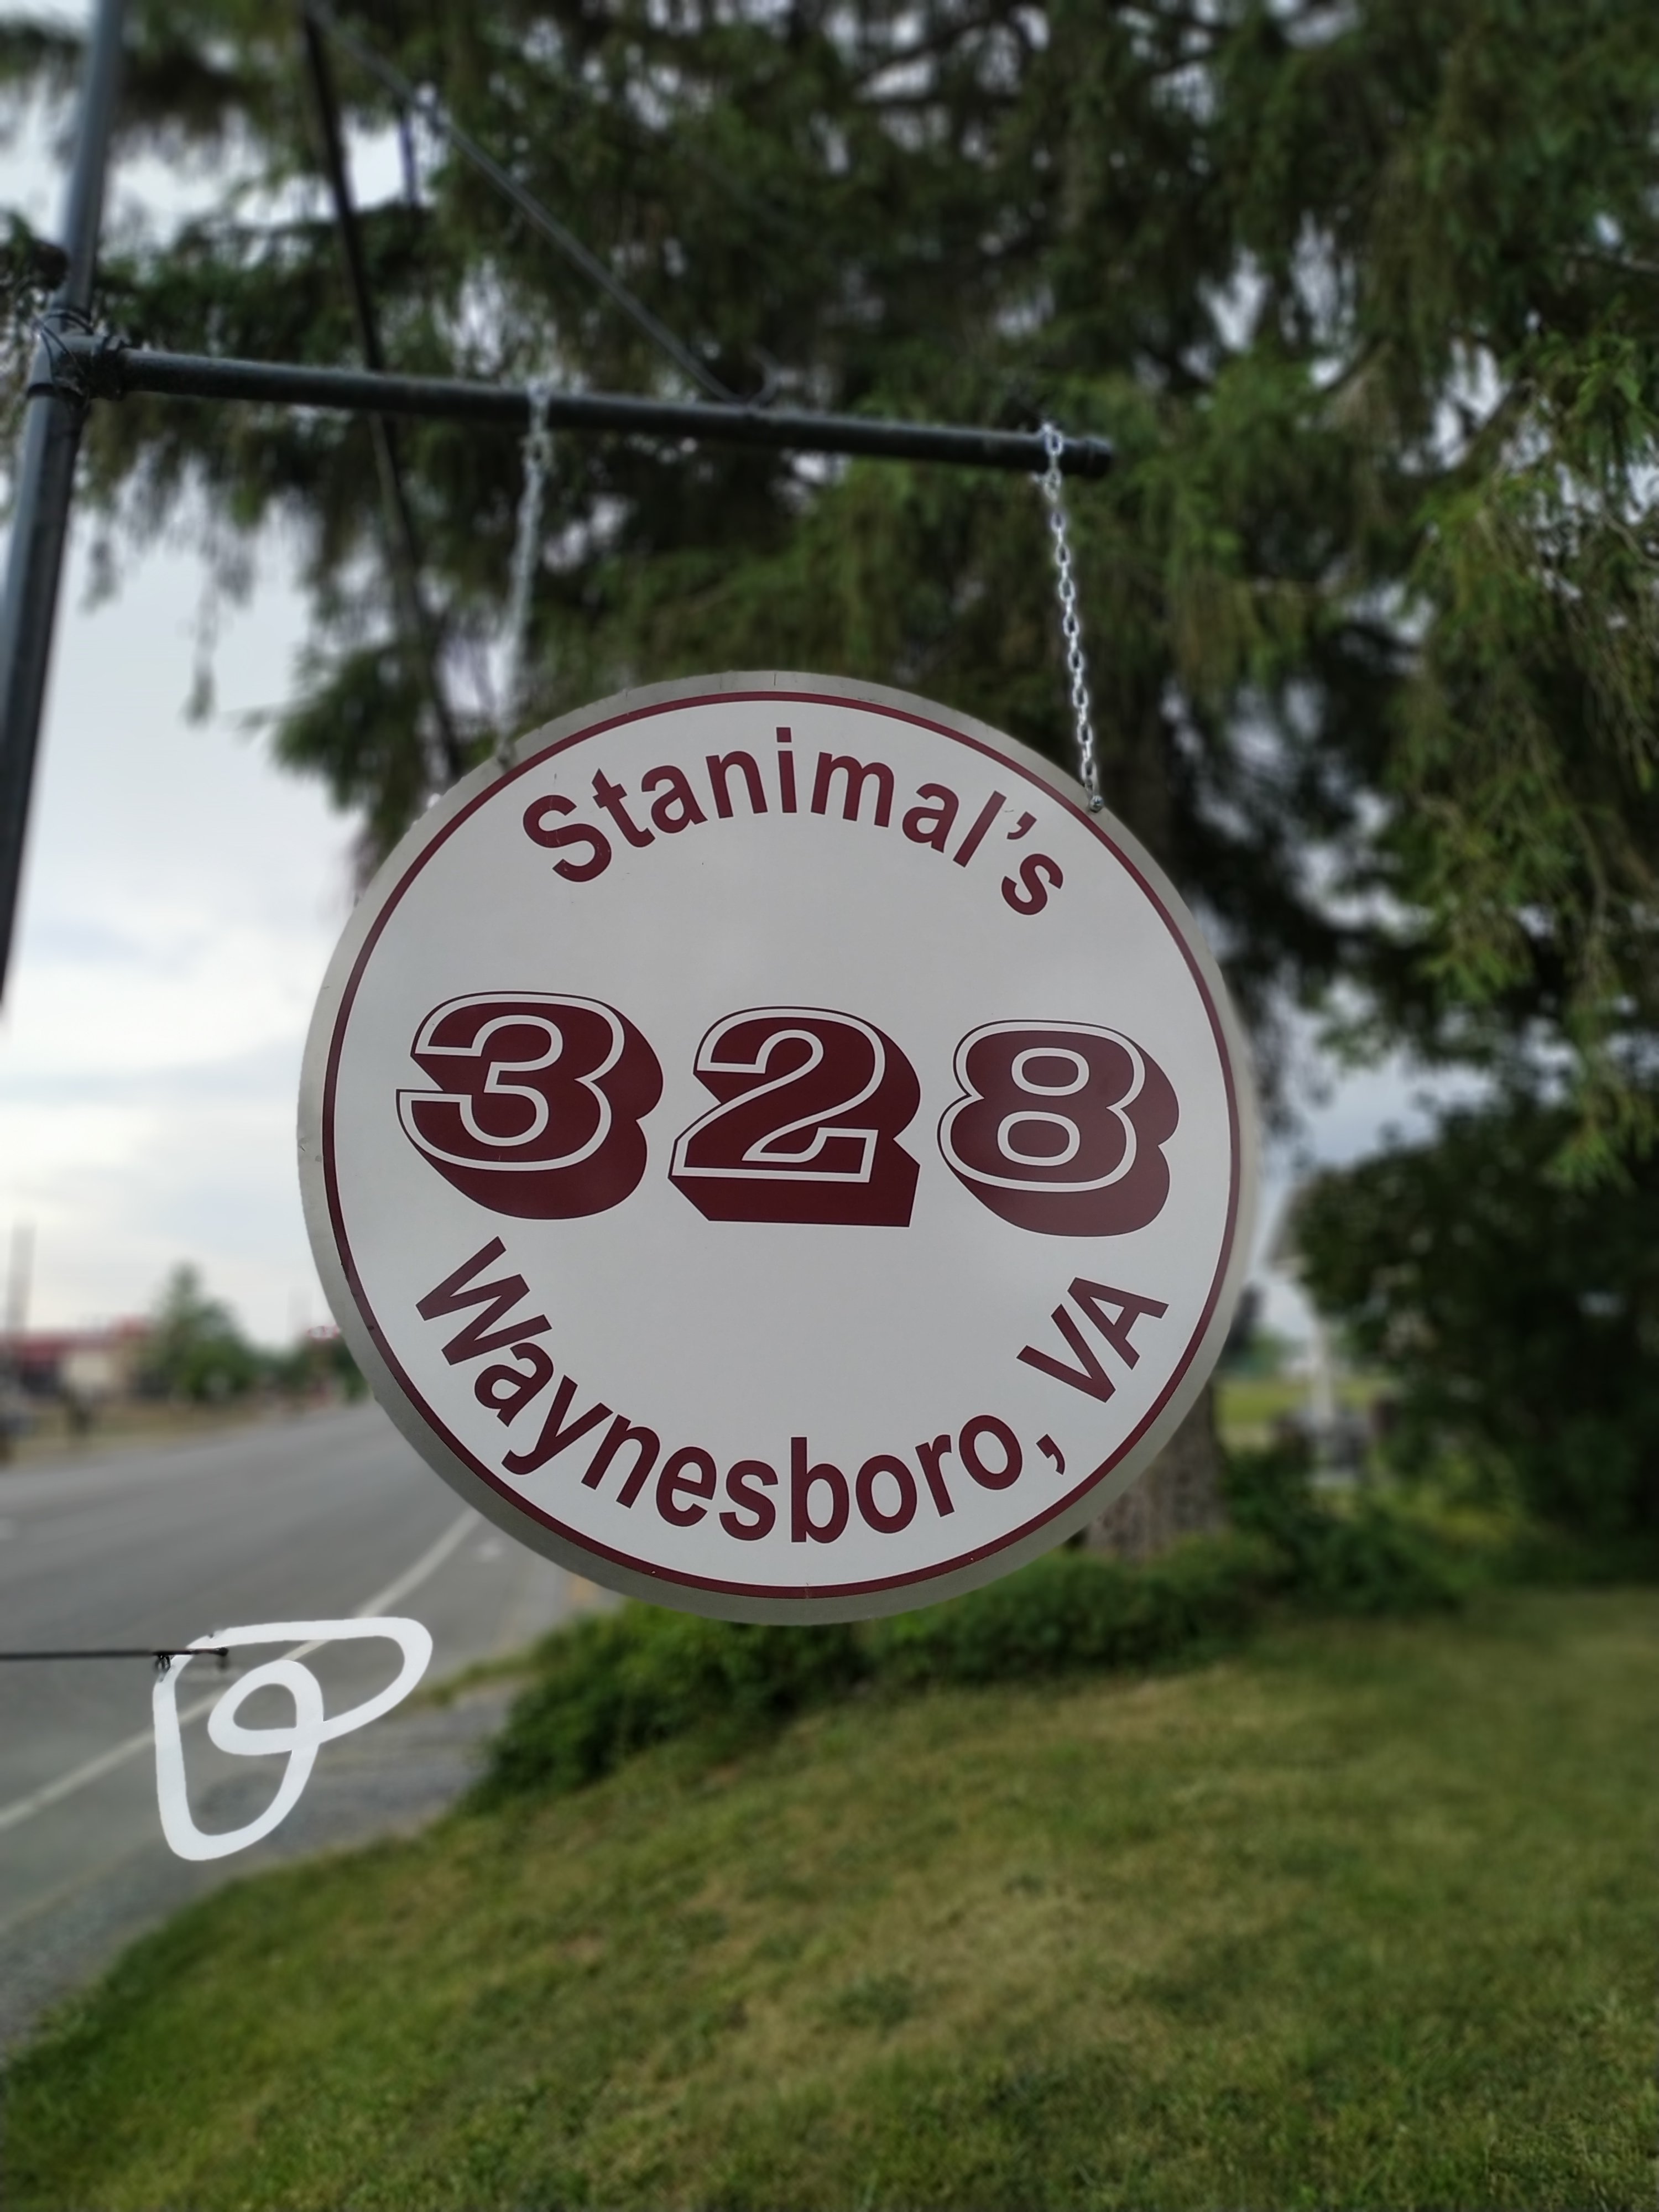 Stanimal's
328
Waynesboro, VA